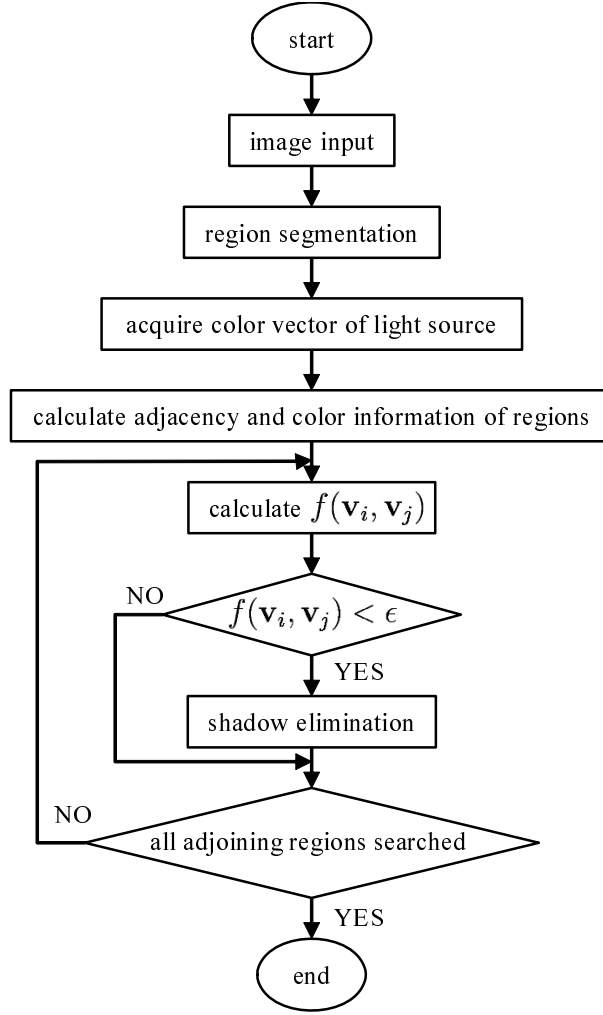 start
image input
region segmentation
acquire color vector of light source
calculate adjacency and color information of regions
calculate f(v_i, v_j)
NO
f(v_i, v_j) < ϵ
YES
shadow elimination
NO
all adjoining regions searched
YES
end